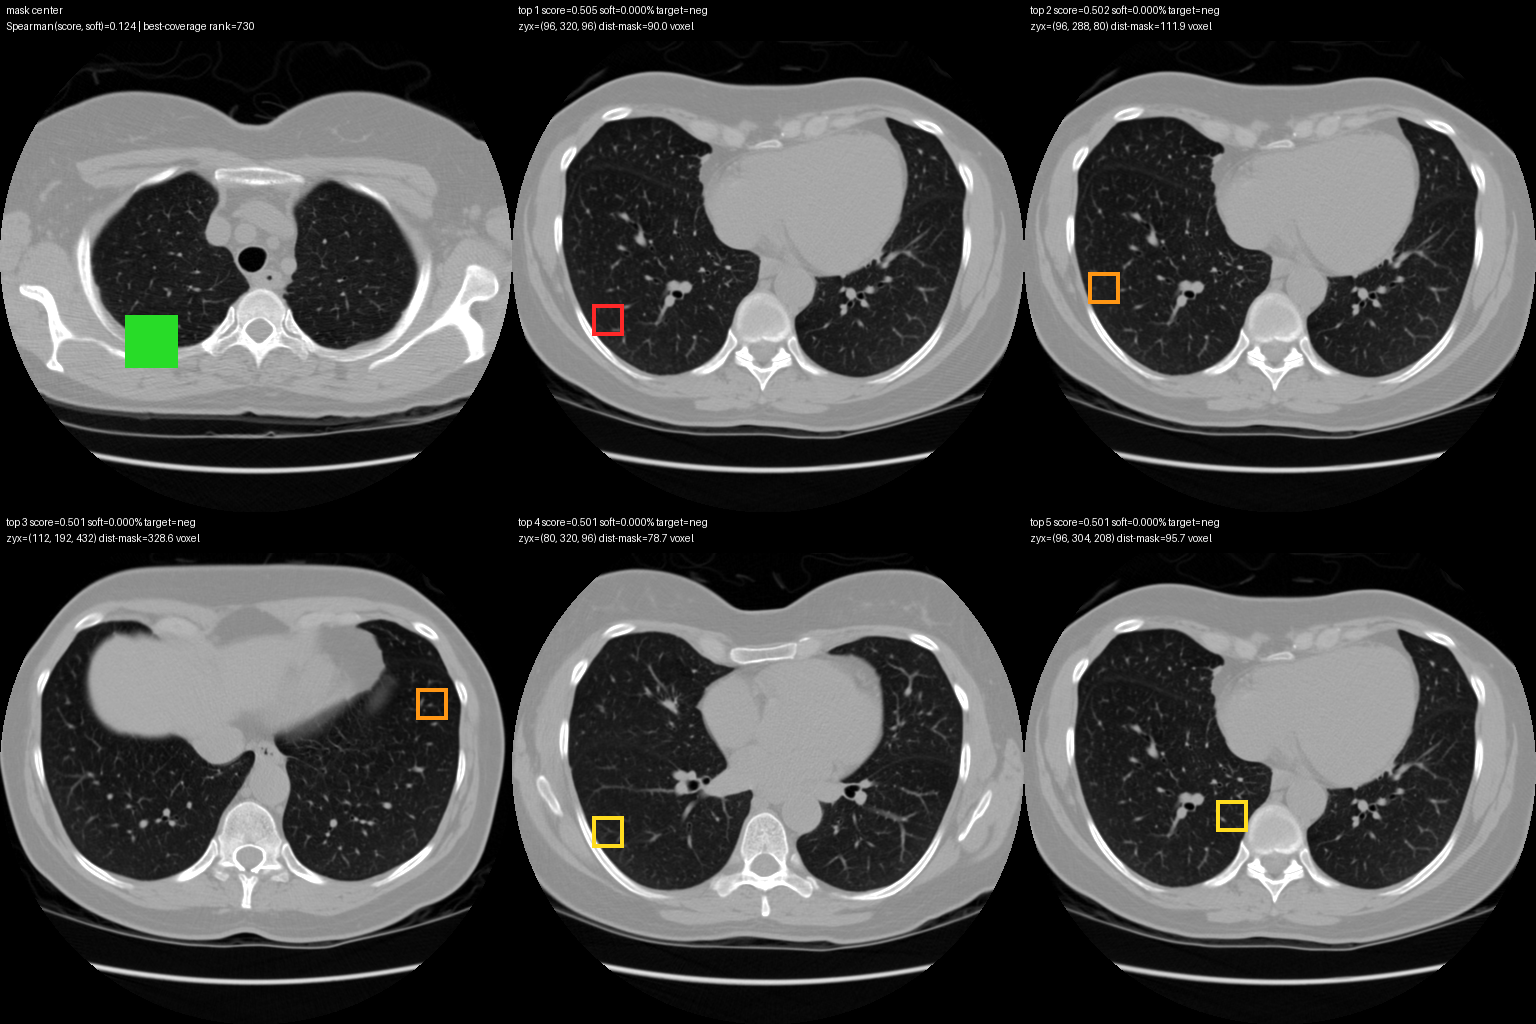 mask center
Spearman(score, soft)=0.124 | best-coverage rank=730
top 1 score=0.505 soft=0.000% target=neg
zyx=(96, 320, 96) dist-mask=90.0 voxel
top 2 score=0.502 soft=0.000% target=neg
zyx=(96, 288, 80) dist-mask=111.9 voxel
top 3 score=0.501 soft=0.000% target=neg
zyx=(112, 192, 432) dist-mask=328.6 voxel
top 4 score=0.501 soft=0.000% target=neg
zyx=(80, 320, 96) dist-mask=78.7 voxel
top 5 score=0.501 soft=0.000% target=neg
zyx=(96, 304, 208) dist-mask=95.7 voxel